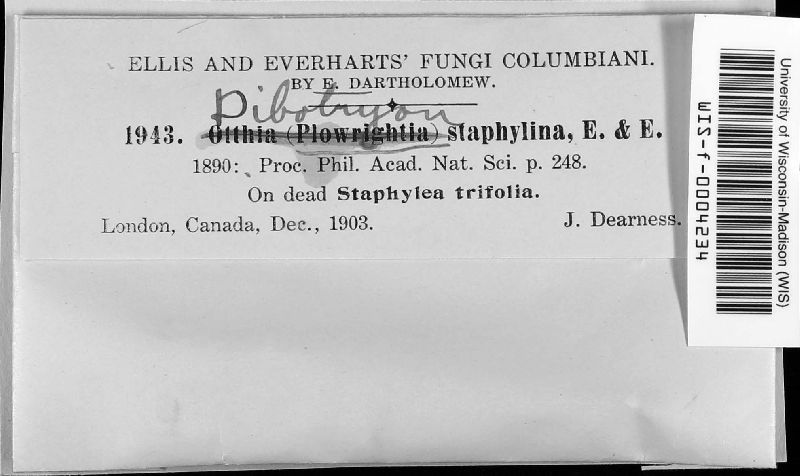 ELLIS AND EVERHARTS' FUNGI COLUMBIANI.
BY E. DARTHOLOMEW.
Dibotryon
1943. Otthia (Plowrightia) staphylina, E. & E.
1890: Proc. Phil. Acad. Nat. Sci. p. 248.
On dead Staphylea trifolia.
London, Canada, Dec., 1903. J. Dearness.
University of Wisconsin-Madison (WIS)
WIS-f-0004234